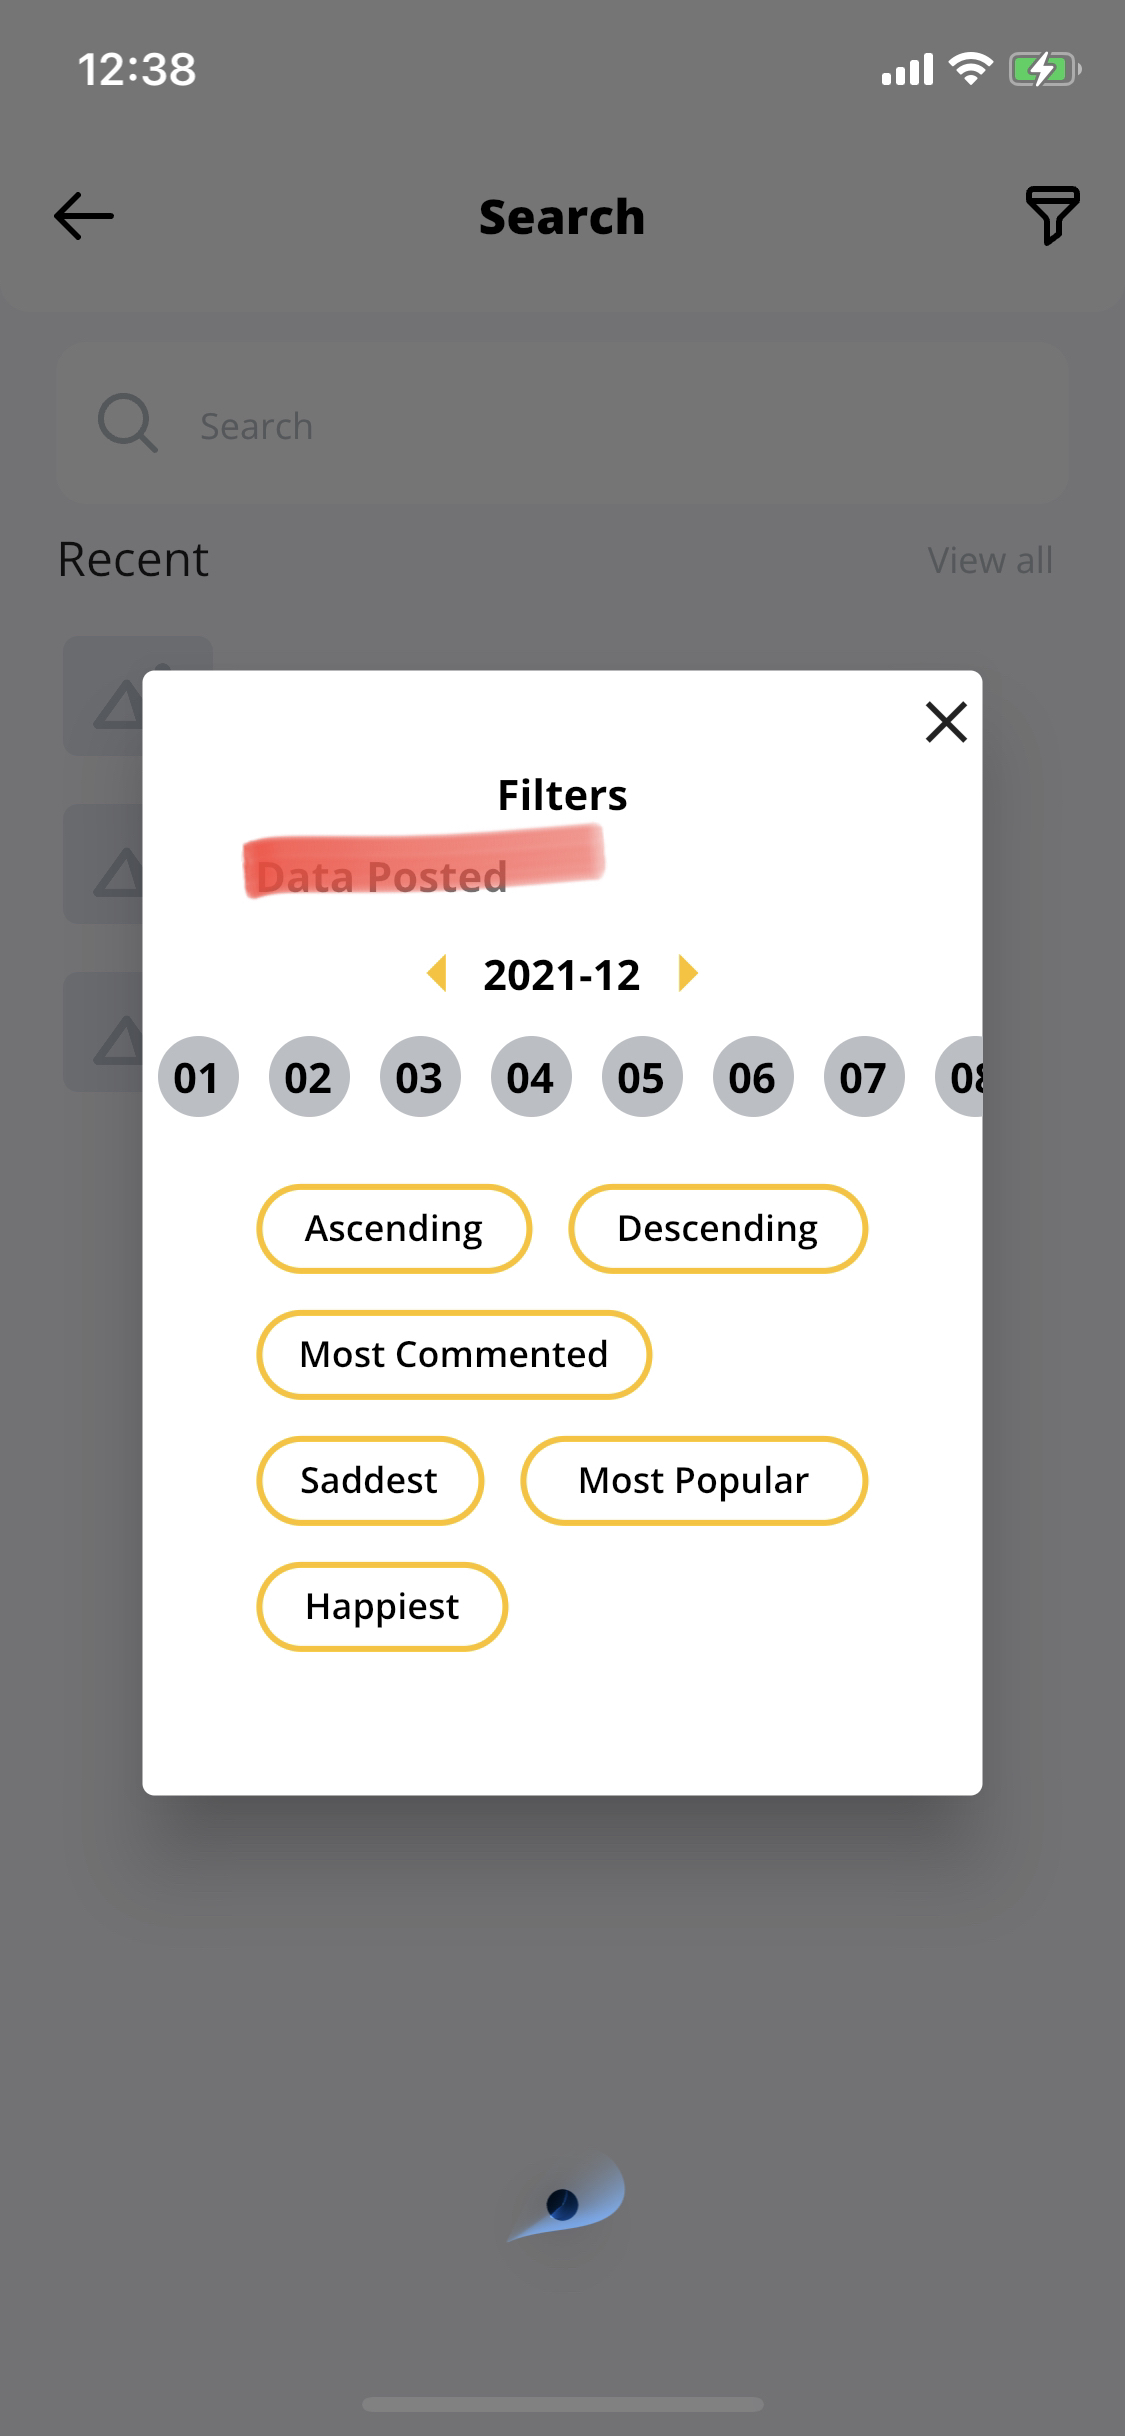 12:38
Search
Search
Recent View all
Filters
Data Posted
2021-12
01 02 03 04 05 06 07 08
Ascending Descending
Most Commented
Saddest Most Popular
Happiest